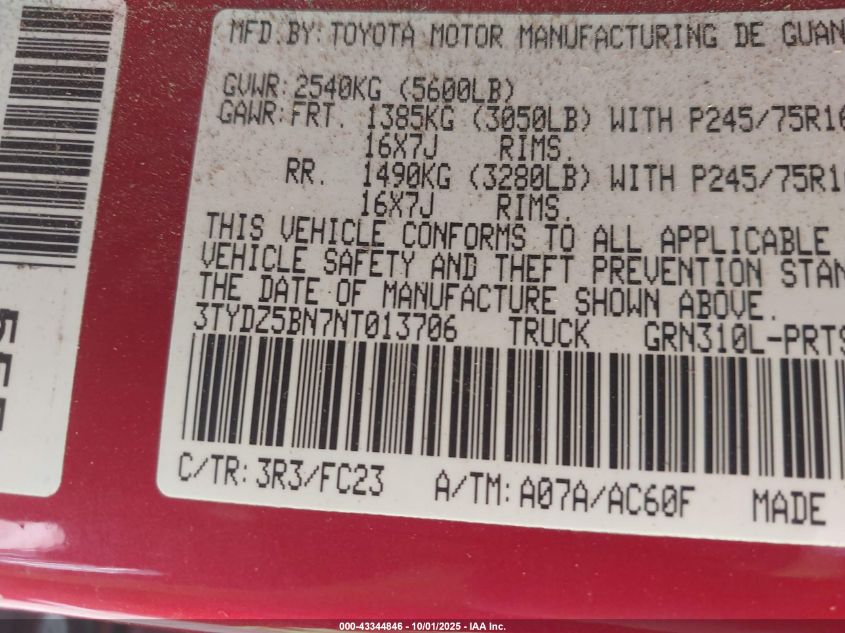 MFD.BY:TOYOTA MOTOR MANUFACTURING DE GUAN
GVWR:2540KG (5600LB)
GAWR:FRT. 1385KG (3050LB) WITH P245/75R16
16X7J RIMS.
RR. 1490KG (3280LB) WITH P245/75R1
16X7J RIMS.
THIS VEHICLE CONFORMS TO ALL APPLICABLE
VEHICLE SAFETY AND THEFT PREVENTION STAN
THE DATE OF MANUFACTURE SHOWN ABOVE.
3TYDZ5BN7NT013706 TRUCK GRN310L-PRTS
C/TR:3R3/FC23 A/TM:A07A/AC60F MADE
000-43344846 - 10/01/2025 - IAA Inc.